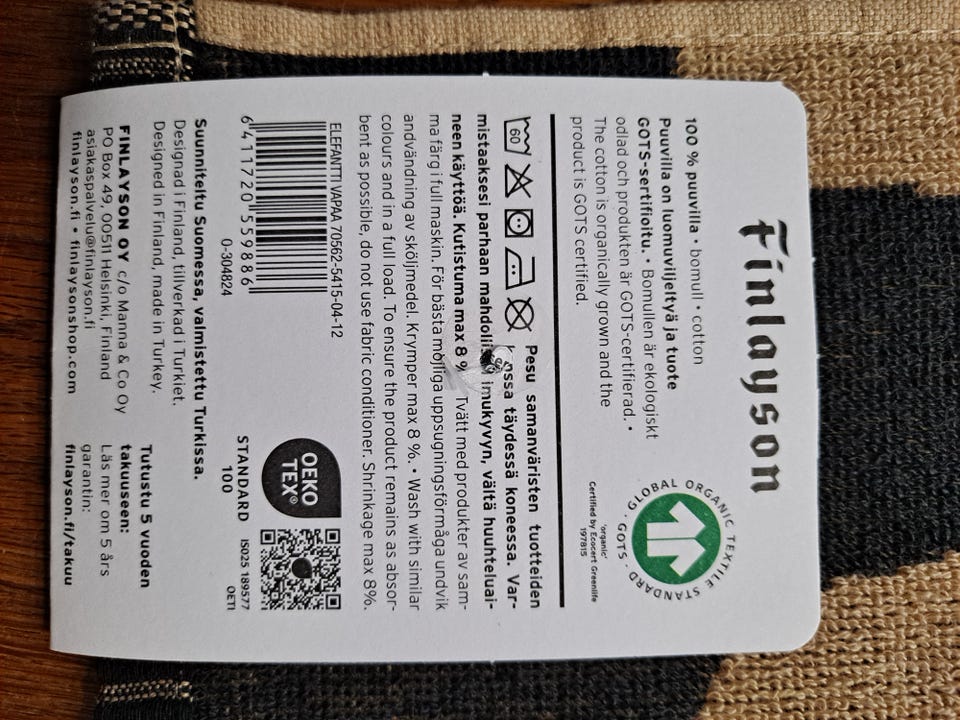 Finlayson
100 % puuvilla • bomull • cotton
Puuvilla on luomuviljeltyä ja tuote
GOTS-sertifioitu. • Bomullen är ekologiskt
odlad och produkten är GOTS-certifierad. •
The cotton is organically grown and the
product is GOTS certified.
GLOBAL ORGANIC TEXTILE STANDARD · GOTS ·
'organic'
Certified by Ecocert Greenlife
197815
60
Pesu samanväristen tuotteiden
täydessä koneessa. Var-
mistaaksesi parhaan imukyvyn, vältä huuhteluai-
neen käyttöä. Kutistuma max 8 % Tvätt med produkter av sam-
ma färg i full maskin. För bästa möjliga uppsugningsförmåga undvik
användning av sköljmedel. Krymper max 8 %. • Wash with similar
colours and in a full load. To ensure the product remains as absor-
bent as possible, do not use fabric conditioner. Shrinkage max 8%.
ELEFANTTI VAPAA 70562-5415-04-12
6 411720 559886
0-304824
OEKO
TEX®
STANDARD
100
IS025 189577
OETI
Suunniteltu Suomessa, valmistettu Turkissa.
Designad i Finland, tillverkad i Turkiet.
Designed in Finland, made in Turkey.
FINLAYSON OY c/o Manna & Co Oy
PO Box 49, 00511 Helsinki, Finland
asiakaspalvelu@finlayson.fi
finlayson.fi • finlaysonshop.com
Tutustu 5 vuoden
takuuseen:
Läs mer om 5 års
garantin:
finlayson.fi/takuu